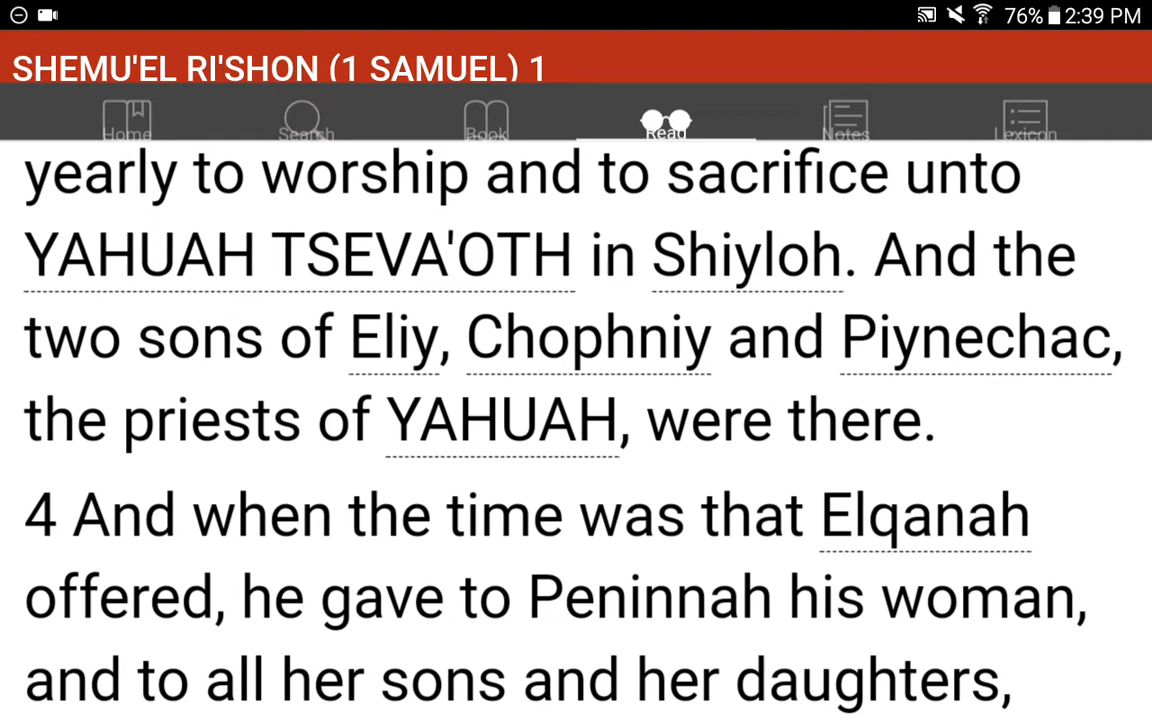 76% 2:39 PM
SHEMU'EL RI'SHON (1 SAMUEL) 1
Home Search Book Read Notes Lexicon
yearly to worship and to sacrifice unto
YAHUAH TSEVA'OTH in Shiyloh. And the
two sons of Eliy, Chophniy and Piynechac,
the priests of YAHUAH, were there.
4 And when the time was that Elqanah
offered, he gave to Peninnah his woman,
and to all her sons and her daughters,